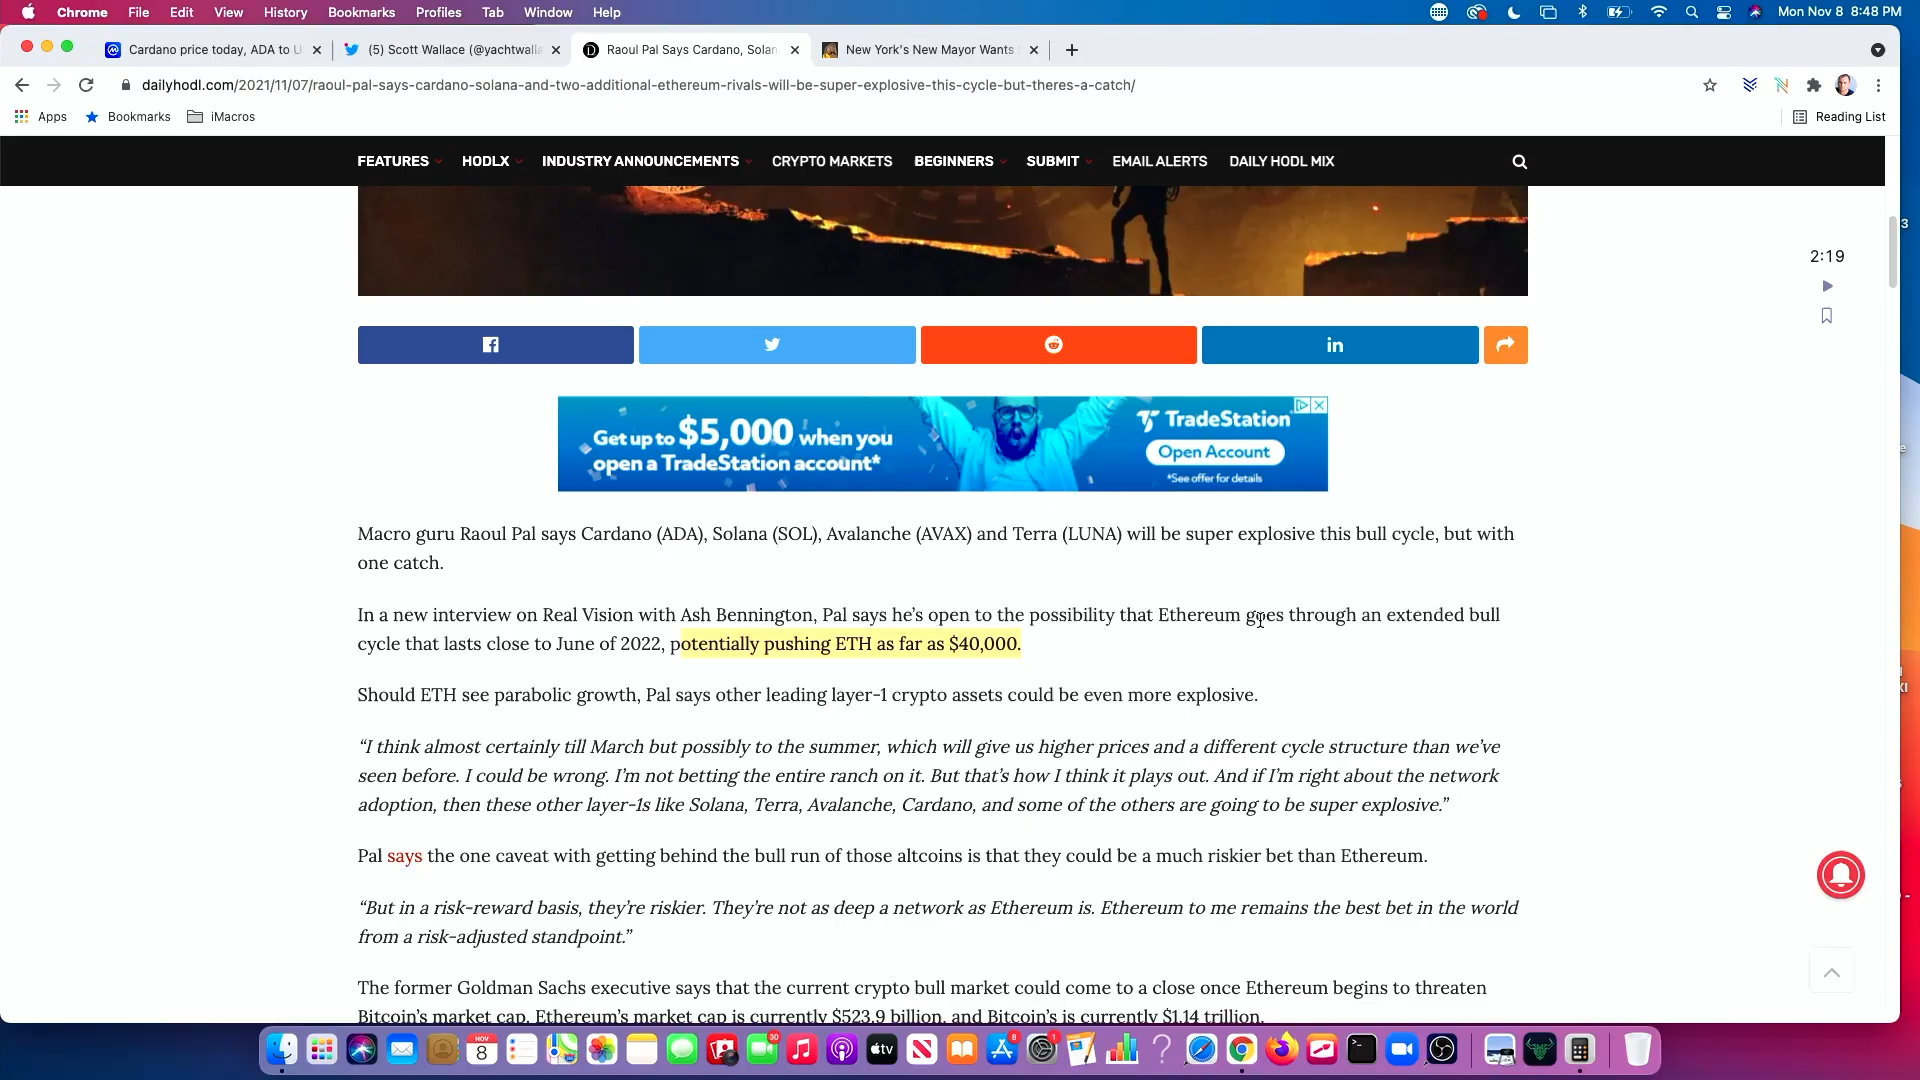 Chrome File Edit View History Bookmarks Profiles Tab Window Help Mon Nov 8 8:48 PM
Cardano price today, ADA to U (5) Scott Wallace (@yachtwalla Raoul Pal Says Cardano, Solan New York's New Mayor Wants
dailyhodl.com/2021/11/07/raoul-pal-says-cardano-solana-and-two-additional-ethereum-rivals-will-be-super-explosive-this-cycle-but-theres-a-catch/
Apps Bookmarks iMacros Reading List
FEATURES HODLX INDUSTRY ANNOUNCEMENTS CRYPTO MARKETS BEGINNERS SUBMIT EMAIL ALERTS DAILY HODL MIX
2:19
Get up to $5,000 when you
open a TradeStation account*
TradeStation
Open Account
*See offer for details
Macro guru Raoul Pal says Cardano (ADA), Solana (SOL), Avalanche (AVAX) and Terra (LUNA) will be super explosive this bull cycle, but with
one catch.
In a new interview on Real Vision with Ash Bennington, Pal says he’s open to the possibility that Ethereum goes through an extended bull
cycle that lasts close to June of 2022, potentially pushing ETH as far as $40,000.
Should ETH see parabolic growth, Pal says other leading layer-1 crypto assets could be even more explosive.
“I think almost certainly till March but possibly to the summer, which will give us higher prices and a different cycle structure than we’ve
seen before. I could be wrong. I’m not betting the entire ranch on it. But that’s how I think it plays out. And if I’m right about the network
adoption, then these other layer-1s like Solana, Terra, Avalanche, Cardano, and some of the others are going to be super explosive.”
Pal says the one caveat with getting behind the bull run of those altcoins is that they could be a much riskier bet than Ethereum.
“But in a risk-reward basis, they’re riskier. They’re not as deep a network as Ethereum is. Ethereum to me remains the best bet in the world
from a risk-adjusted standpoint.”
The former Goldman Sachs executive says that the current crypto bull market could come to a close once Ethereum begins to threaten
Bitcoin’s market cap. Ethereum’s market cap is currently $523.9 billion, and Bitcoin’s is currently $1.14 trillion.
NOV
8
30
tv
8
1